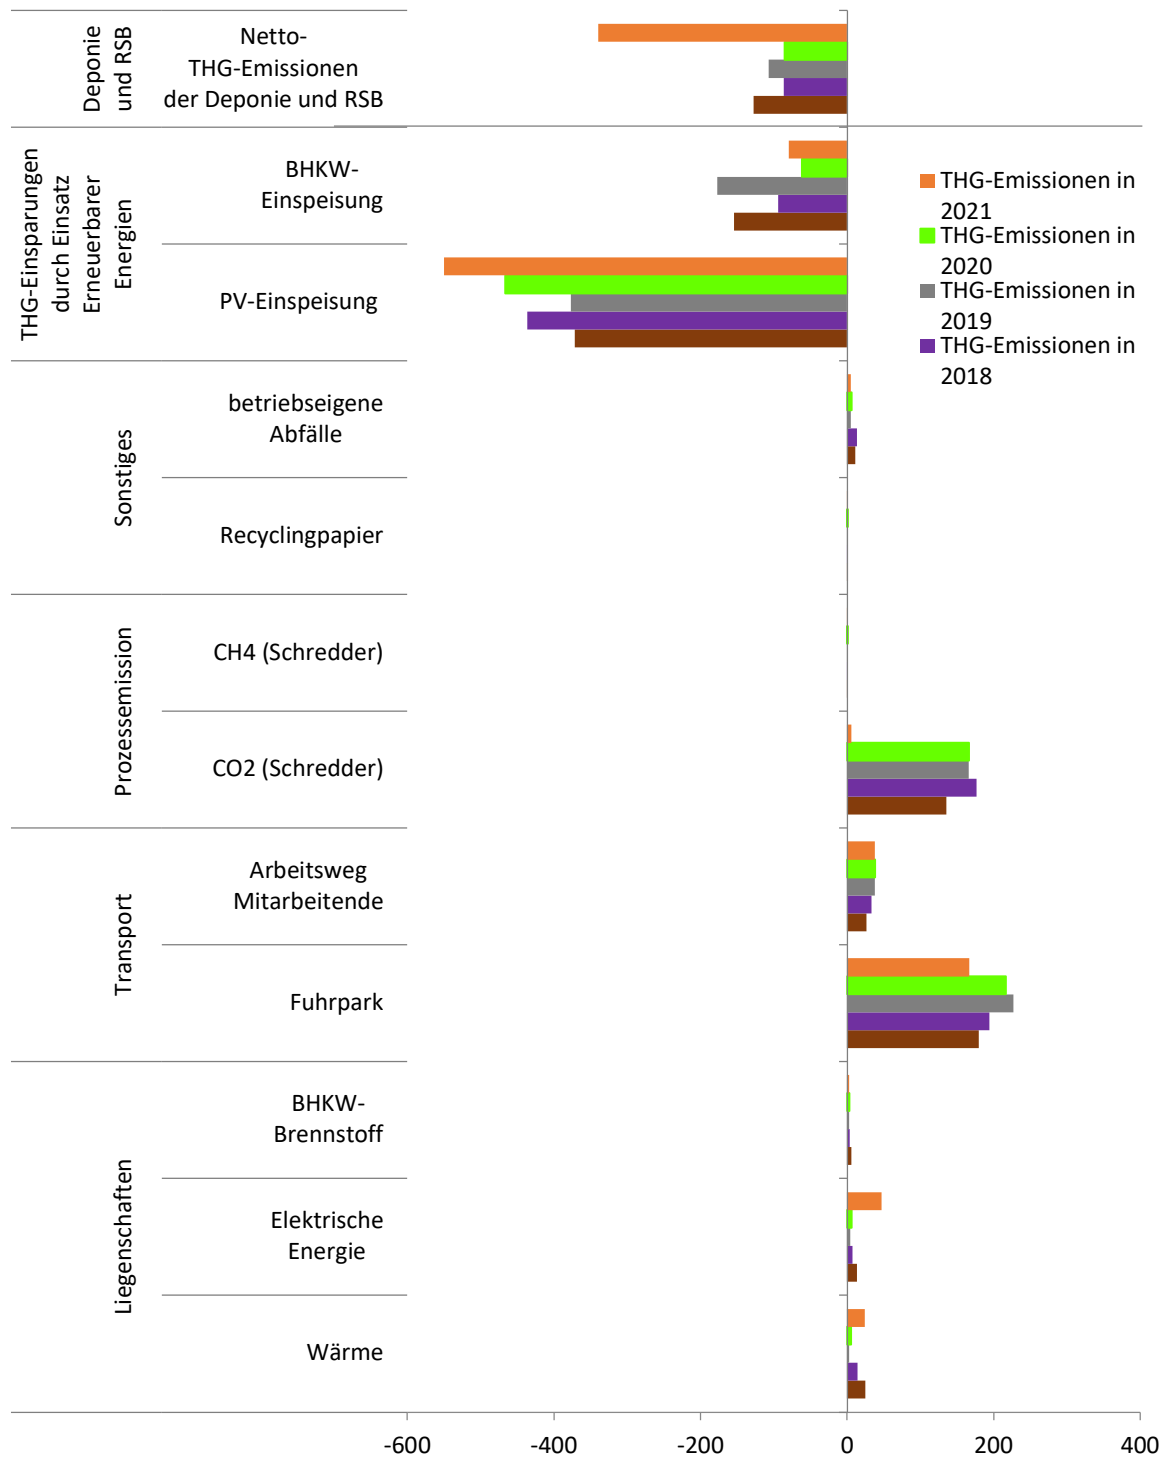 Deponie
und RSB
Netto-
THG-Emissionen
der Deponie und RSB
THG-Einsparungen
durch Einsatz
Erneuerbarer
Energien
BHKW-
Einspeisung
PV-Einspeisung
THG-Emissionen in
2021
THG-Emissionen in
2020
THG-Emissionen in
2019
THG-Emissionen in
2018
Sonstiges
betriebseigene
Abfälle
Recyclingpapier
Prozessemission
CH4 (Schredder)
CO2 (Schredder)
Transport
Arbeitsweg
Mitarbeitende
Fuhrpark
Liegenschaften
BHKW-
Brennstoff
Elektrische
Energie
Wärme
-600 -400 -200 0 200 400